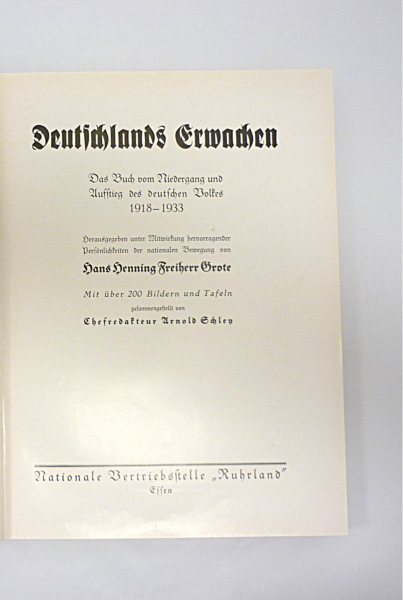 Deutschlands Erwachen
Das Buch vom Niedergang und
Aufstieg des deutschen Volkes
1918–1933
Herausgegeben unter Mitwirkung hervorragender
Persönlichkeiten der nationalen Bewegung von
Hans Henning Freiherr Grote
Mit über 200 Bildern und Tafeln
zusammengestellt von
Chefredakteur Arnold Schley
Nationale Vertriebsstelle „Ruhrland“
Essen